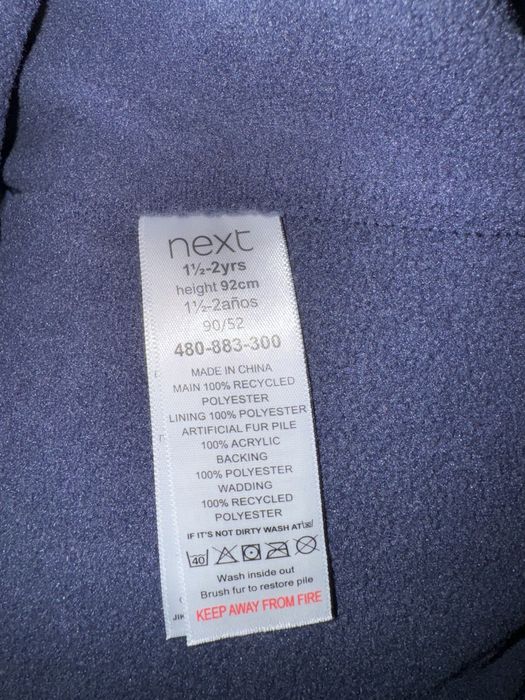 next
1½-2yrs
height 92cm
1½-2años
90/52
480-883-300
MADE IN CHINA
MAIN 100% RECYCLED
POLYESTER
LINING 100% POLYESTER
ARTIFICIAL FUR PILE
100% ACRYLIC
BACKING
100% POLYESTER
WADDING
100% RECYCLED
POLYESTER
IF IT'S NOT DIRTY WASH AT
40
Wash inside out
Brush fur to restore pile
KEEP AWAY FROM FIRE
JIK